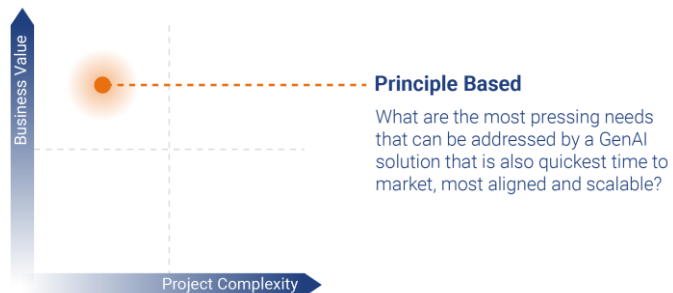 Business Value
Principle Based
What are the most pressing needs
that can be addressed by a GenAI
solution that is also quickest time to
market, most aligned and scalable?
Project Complexity